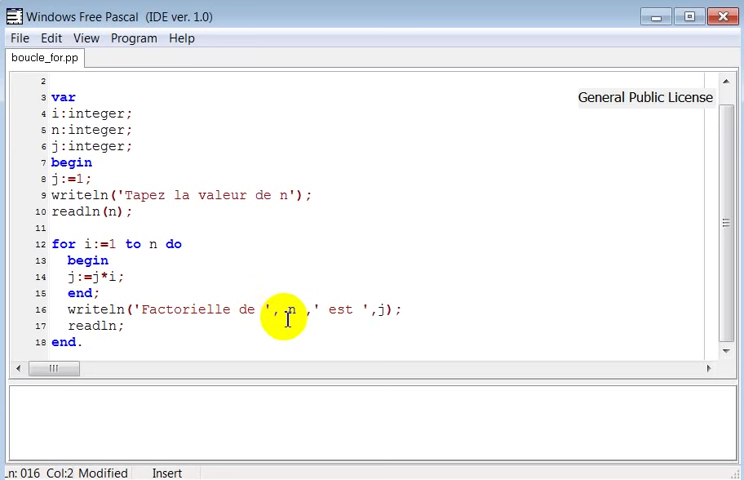 Windows Free Pascal  (IDE ver. 1.0)
File Edit View Program Help
boucle_for.pp
2
General Public License
3 var
4 i:integer;
5 n:integer;
6 j:integer;
7 begin
8 j:=1;
9 writeln('Tapez la valeur de n');
10 readln(n);
11
12 for i:=1 to n do
13 begin
14 j:=j*i;
15 end;
16 writeln('Factorielle de ', n ,' est ',j);
17 readln;
18 end.
Ln: 016 Col:2 Modified Insert